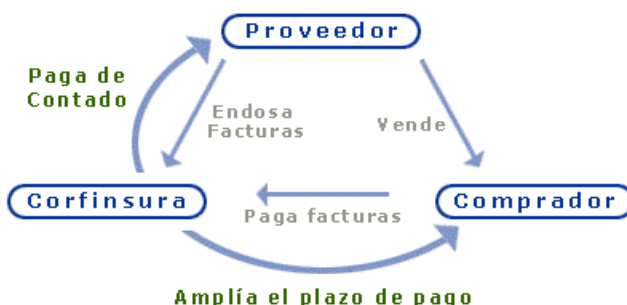 Proveedor
Paga de
Contado
Endosa
Facturas
Vende
Corfinsura
Comprador
Paga facturas
Amplía el plazo de pago